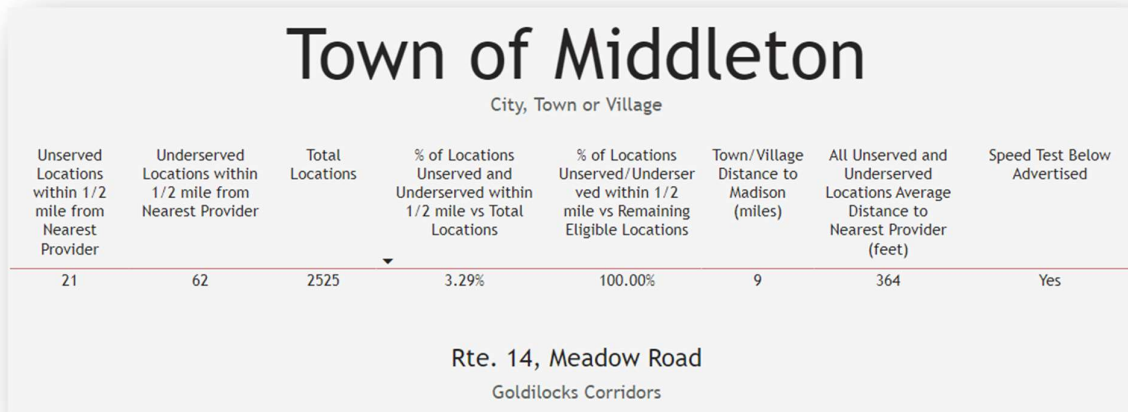 Town of Middleton
City, Town or Village
Unserved
Locations
within 1/2
mile from
Nearest
Provider
Underserved
Locations within
1/2 mile from
Nearest Provider
Total
Locations
% of Locations
Unserved and
Underserved within
1/2 mile vs Total
Locations
% of Locations
Unserved/Underser
ved within 1/2
mile vs Remaining
Eligible Locations
Town/Village
Distance to
Madison
(miles)
All Unserved and
Underserved
Locations Average
Distance to
Nearest Provider
(feet)
Speed Test Below
Advertised
21 62 2525 3.29% 100.00% 9 364 Yes
Rte. 14, Meadow Road
Goldilocks Corridors